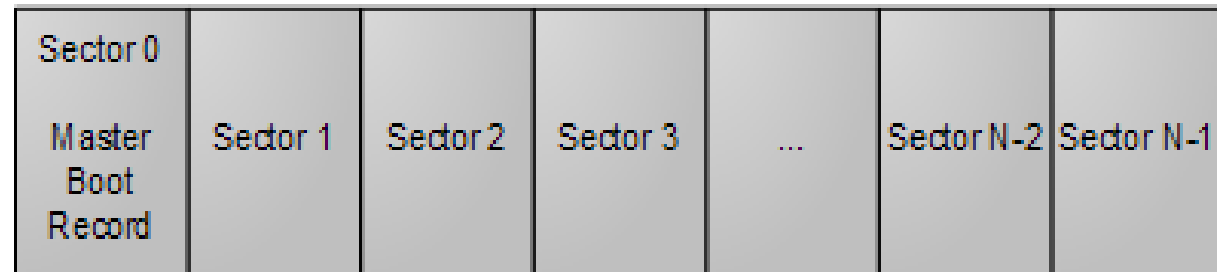 Sector 0
Master
Boot
Record
Sector 1
Sector 2
Sector 3
...
Sector N-2
Sector N-1